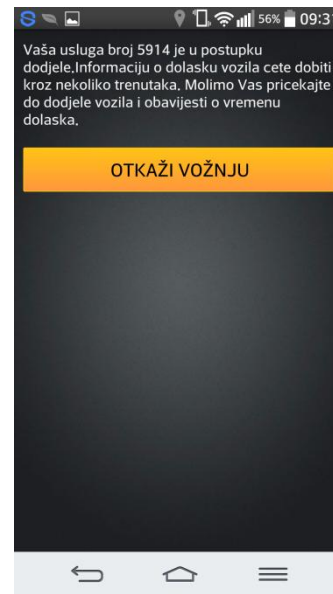 56% 09:31
Vaša usluga broj 5914 je u postupku
dodjele,Informaciju o dolasku vozila cete dobiti
kroz nekoliko trenutaka. Molimo Vas pricekajte
do dodjele vozila i obavijesti o vremenu
dolaska.
OTKAŽI VOŽNJU